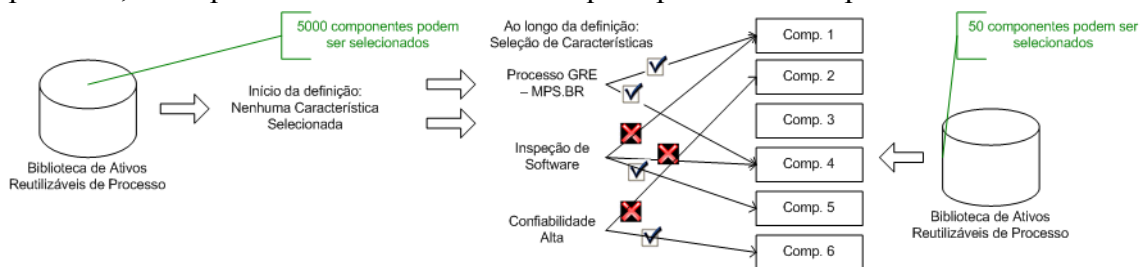 5000 componentes podem
ser selecionados
Biblioteca de Ativos
Reutilizáveis de Processo
Início da definição:
Nenhuma Característica
Selecionada
Ao longo da definição:
Seleção de Características
Processo GRE
– MPS.BR
Inspeção de
Software
Confiabilidade
Alta
Comp. 1
Comp. 2
Comp. 3
Comp. 4
Comp. 5
Comp. 6
50 componentes podem ser
selecionados
Biblioteca de Ativos
Reutilizáveis de Processo